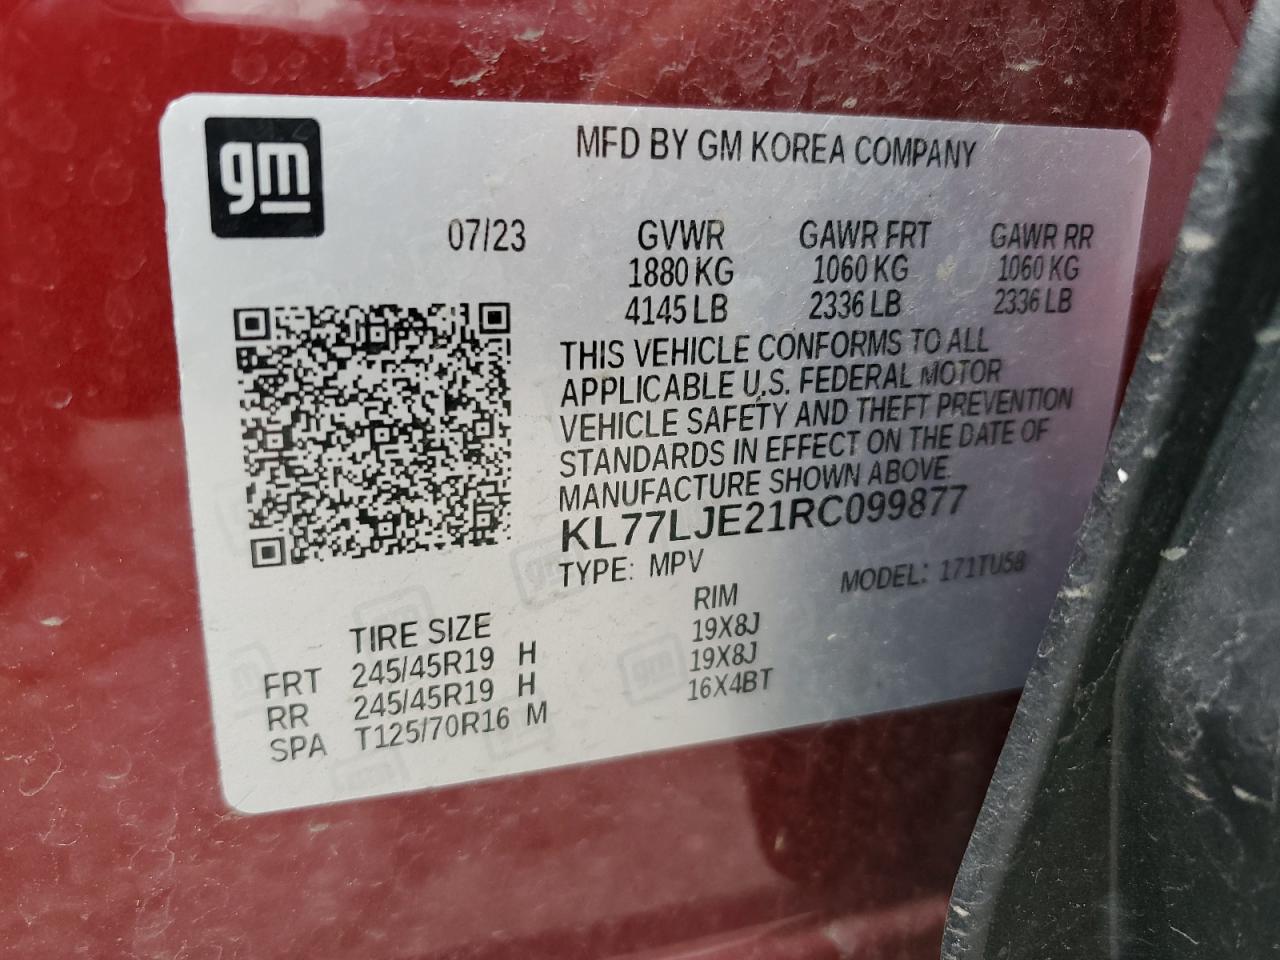 gm
MFD BY GM KOREA COMPANY
07/23 GVWR GAWR FRT GAWR RR
1880 KG 1060 KG 1060 KG
4145 LB 2336 LB 2336 LB
THIS VEHICLE CONFORMS TO ALL
APPLICABLE U.S. FEDERAL MOTOR
VEHICLE SAFETY AND THEFT PREVENTION
STANDARDS IN EFFECT ON THE DATE OF
MANUFACTURE SHOWN ABOVE.
KL77LJE21RC099877
TYPE: MPV MODEL: 171TU58
TIRE SIZE RIM
FRT 245/45R19 H 19X8J
RR 245/45R19 H 19X8J
SPA T125/70R16 M 16X4BT